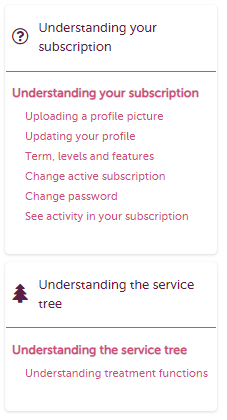 Understanding your
subscription
Understanding your subscription
Uploading a profile picture
Updating your profile
Term, levels and features
Change active subscription
Change password
See activity in your subscription
Understanding the service
tree
Understanding the service tree
Understanding treatment functions